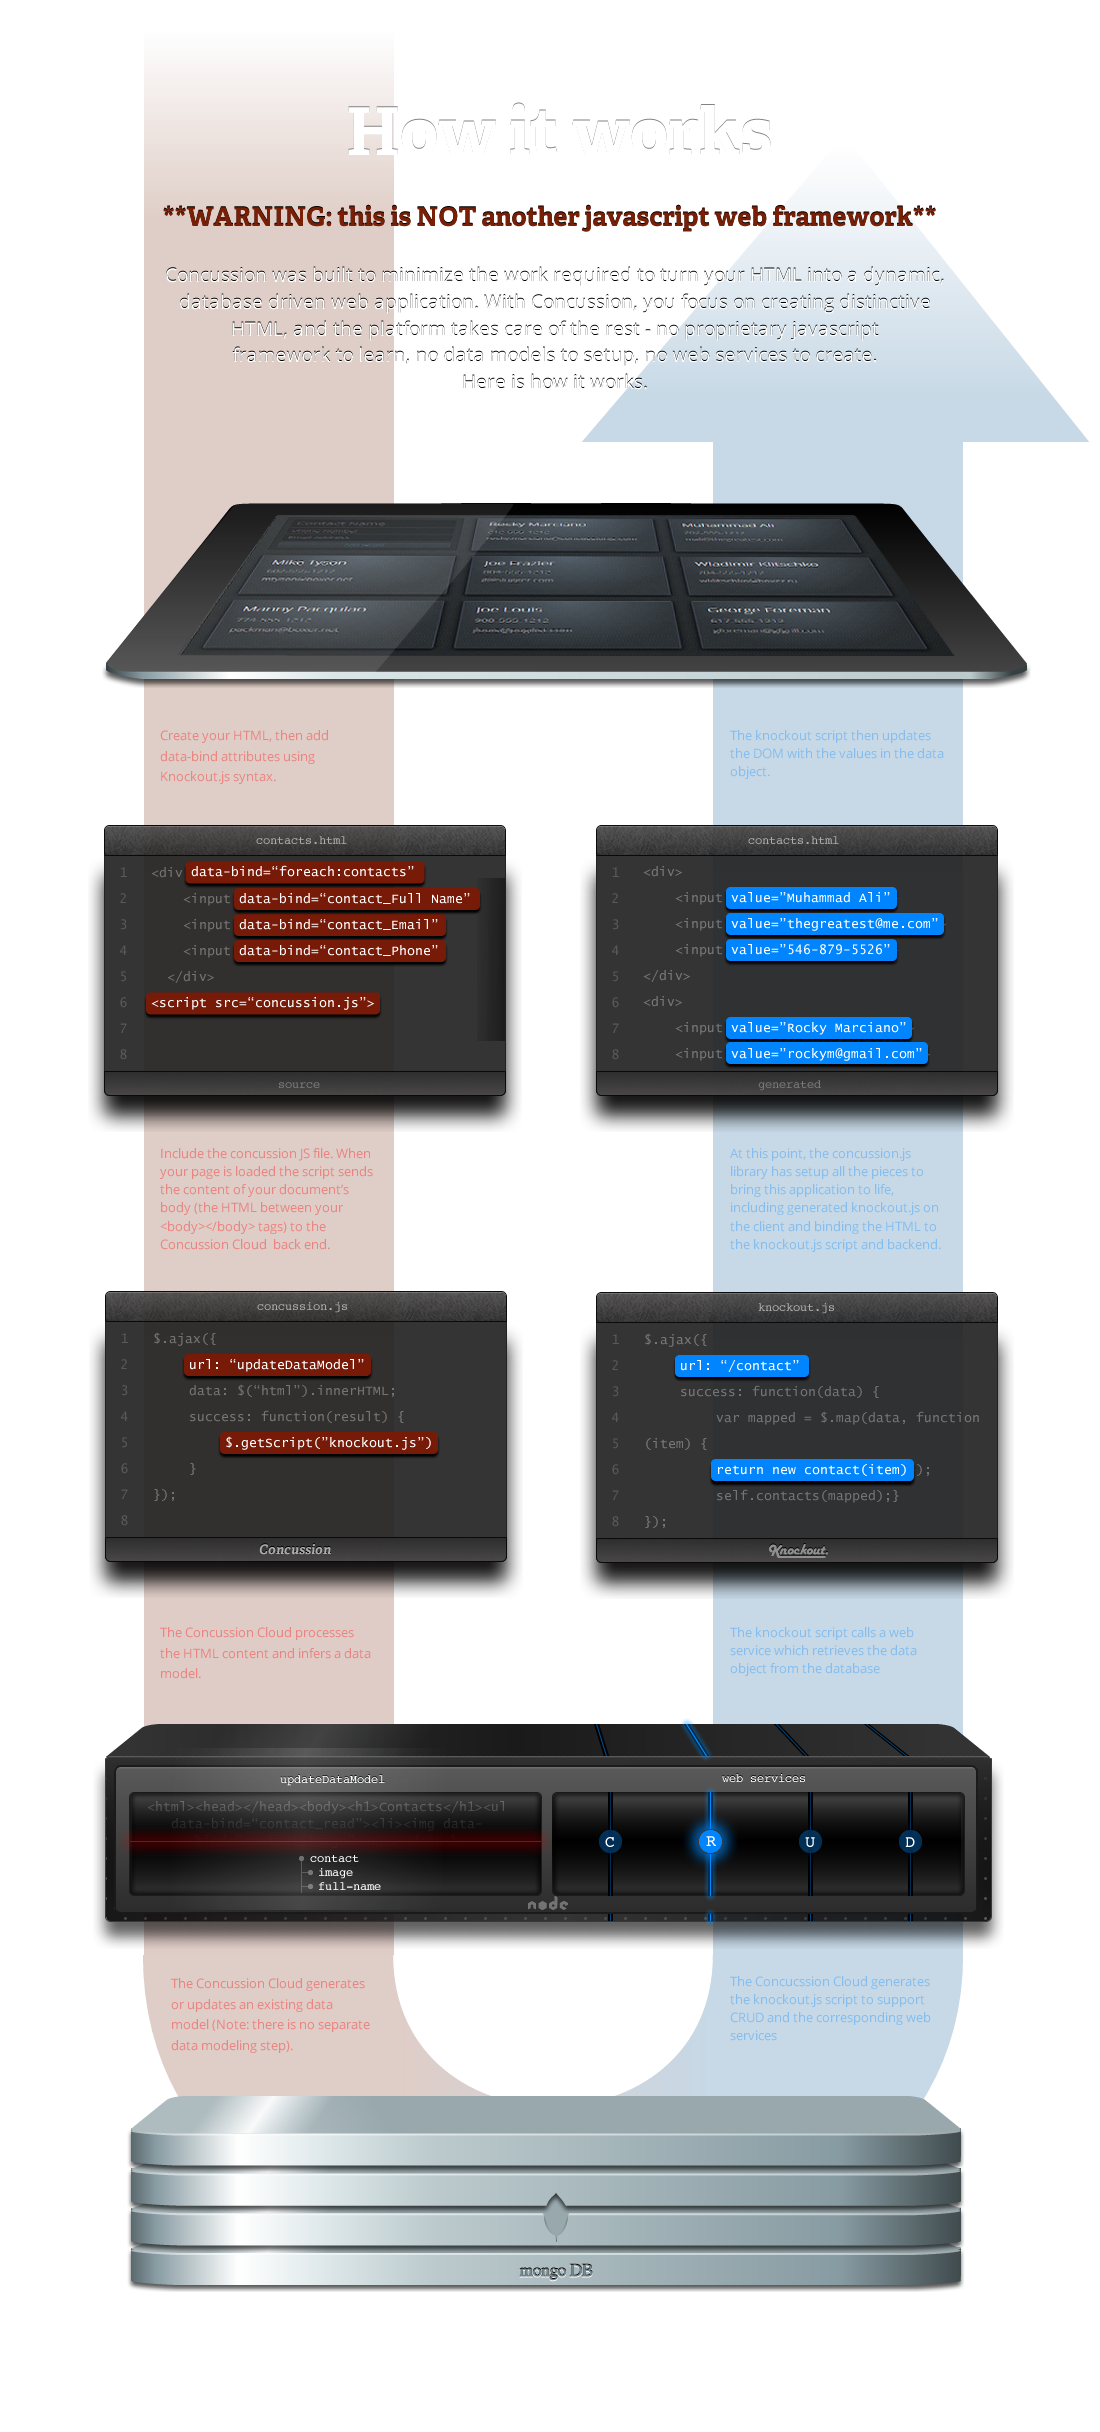 How it works
**WARNING: this is NOT another javascript web framework**
Concussion was built to minimize the work required to turn your HTML into a dynamic,
database driven web application. With Concussion, you focus on creating distinctive
HTML, and the platform takes care of the rest - no proprietary javascript
framework to learn, no data models to setup, no web services to create.
Here is how it works.
Contact Name
Rocky Marciano
Muhammad Ali
Mike Tyson
Joe Frazier
Wladimir Klitschko
Manny Pacquiao
774-555-1212
packman@boxer.net
Joe Louis
908-555-1212
George Foreman
617-555-1212
Create your HTML, then add
data-bind attributes using
Knockout.js syntax.
The knockout script then updates
the DOM with the values in the data
object.
contacts.html
1 <div data-bind=“foreach:contacts”
2 <input data-bind=“contact_Full Name”
3 <input data-bind=“contact_Email”
4 <input data-bind=“contact_Phone”
5 </div>
6 <script src=“concussion.js”>
7
8
source
contacts.html
1 <div>
2 <input value=”Muhammad Ali”
3 <input value=”thegreatest@me.com”
4 <input value=”546-879-5526”
5 </div>
6 <div>
7 <input value=”Rocky Marciano”
8 <input value=”rockym@gmail.com”
generated
Include the concussion JS file. When
your page is loaded the script sends
the content of your document’s
body (the HTML between your
<body></body> tags) to the
Concussion Cloud back end.
At this point, the concussion.js
library has setup all the pieces to
bring this application to life,
including generated knockout.js on
the client and binding the HTML to
the knockout.js script and backend.
concussion.js
1 $.ajax({
2 url: “updateDataModel”
3 data: $(“html”).innerHTML;
4 success: function(result) {
5 $.getScript(”knockout.js”)
6 }
7 });
8
Concussion
knockout.js
1 $.ajax({
2 url: “/contact”
3 success: function(data) {
4 var mapped = $.map(data, function
5 (item) {
6 return new contact(item) );
7 self.contacts(mapped);}
8 });
Knockout.
The Concussion Cloud processes
the HTML content and infers a data
model.
The knockout script calls a web
service which retrieves the data
object from the database
updateDataModel
<html><head></head><body><h1>Contacts</h1><ul
data-bind=“contact_read”><li><img data-
contact
image
full-name
web services
C R U D
node
The Concussion Cloud generates
or updates an existing data
model (Note: there is no separate
data modeling step).
The Concucssion Cloud generates
the knockout.js script to support
CRUD and the corresponding web
services
mongo DB